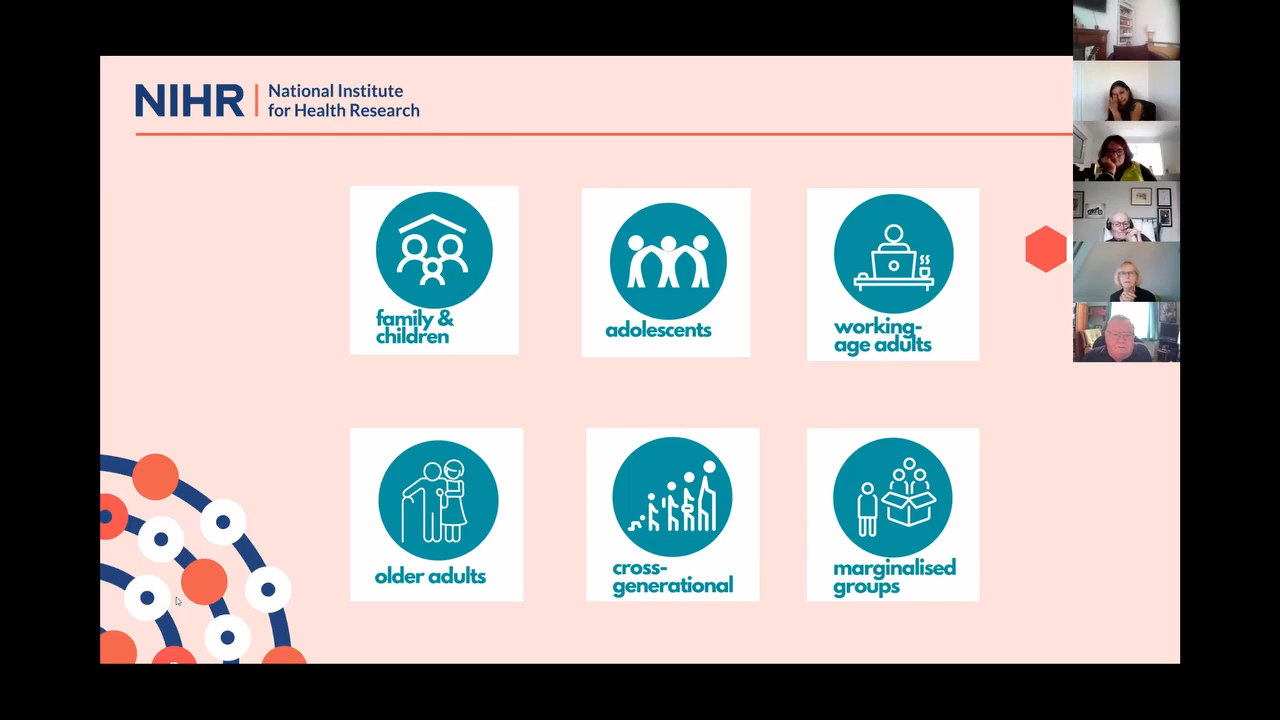 NIHR
National Institute
for Health Research
family &
children
adolescents
working-
age adults
older adults
cross-
generational
marginalised
groups